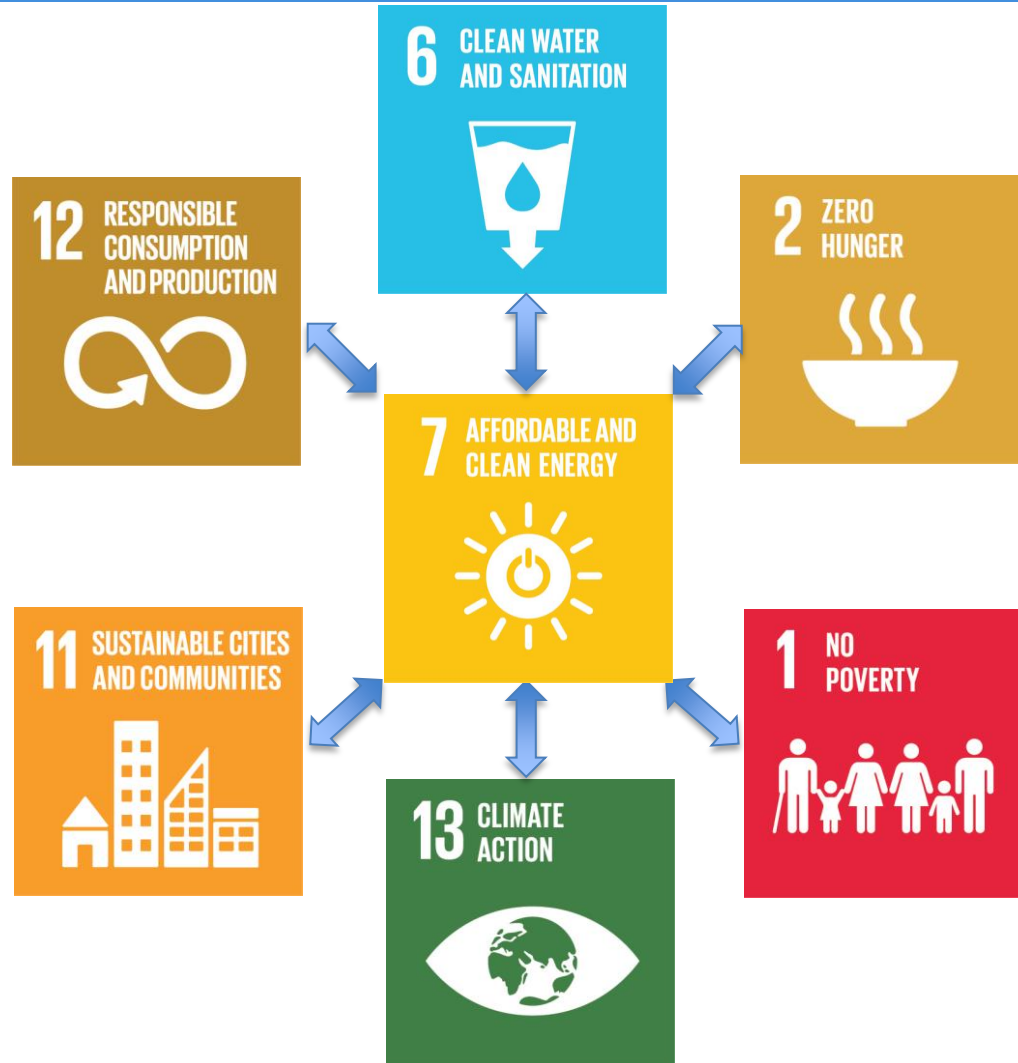 6 CLEAN WATER
AND SANITATION
12 RESPONSIBLE
CONSUMPTION
AND PRODUCTION
2 ZERO
HUNGER
7 AFFORDABLE AND
CLEAN ENERGY
11 SUSTAINABLE CITIES
AND COMMUNITIES
1 NO
POVERTY
13 CLIMATE
ACTION